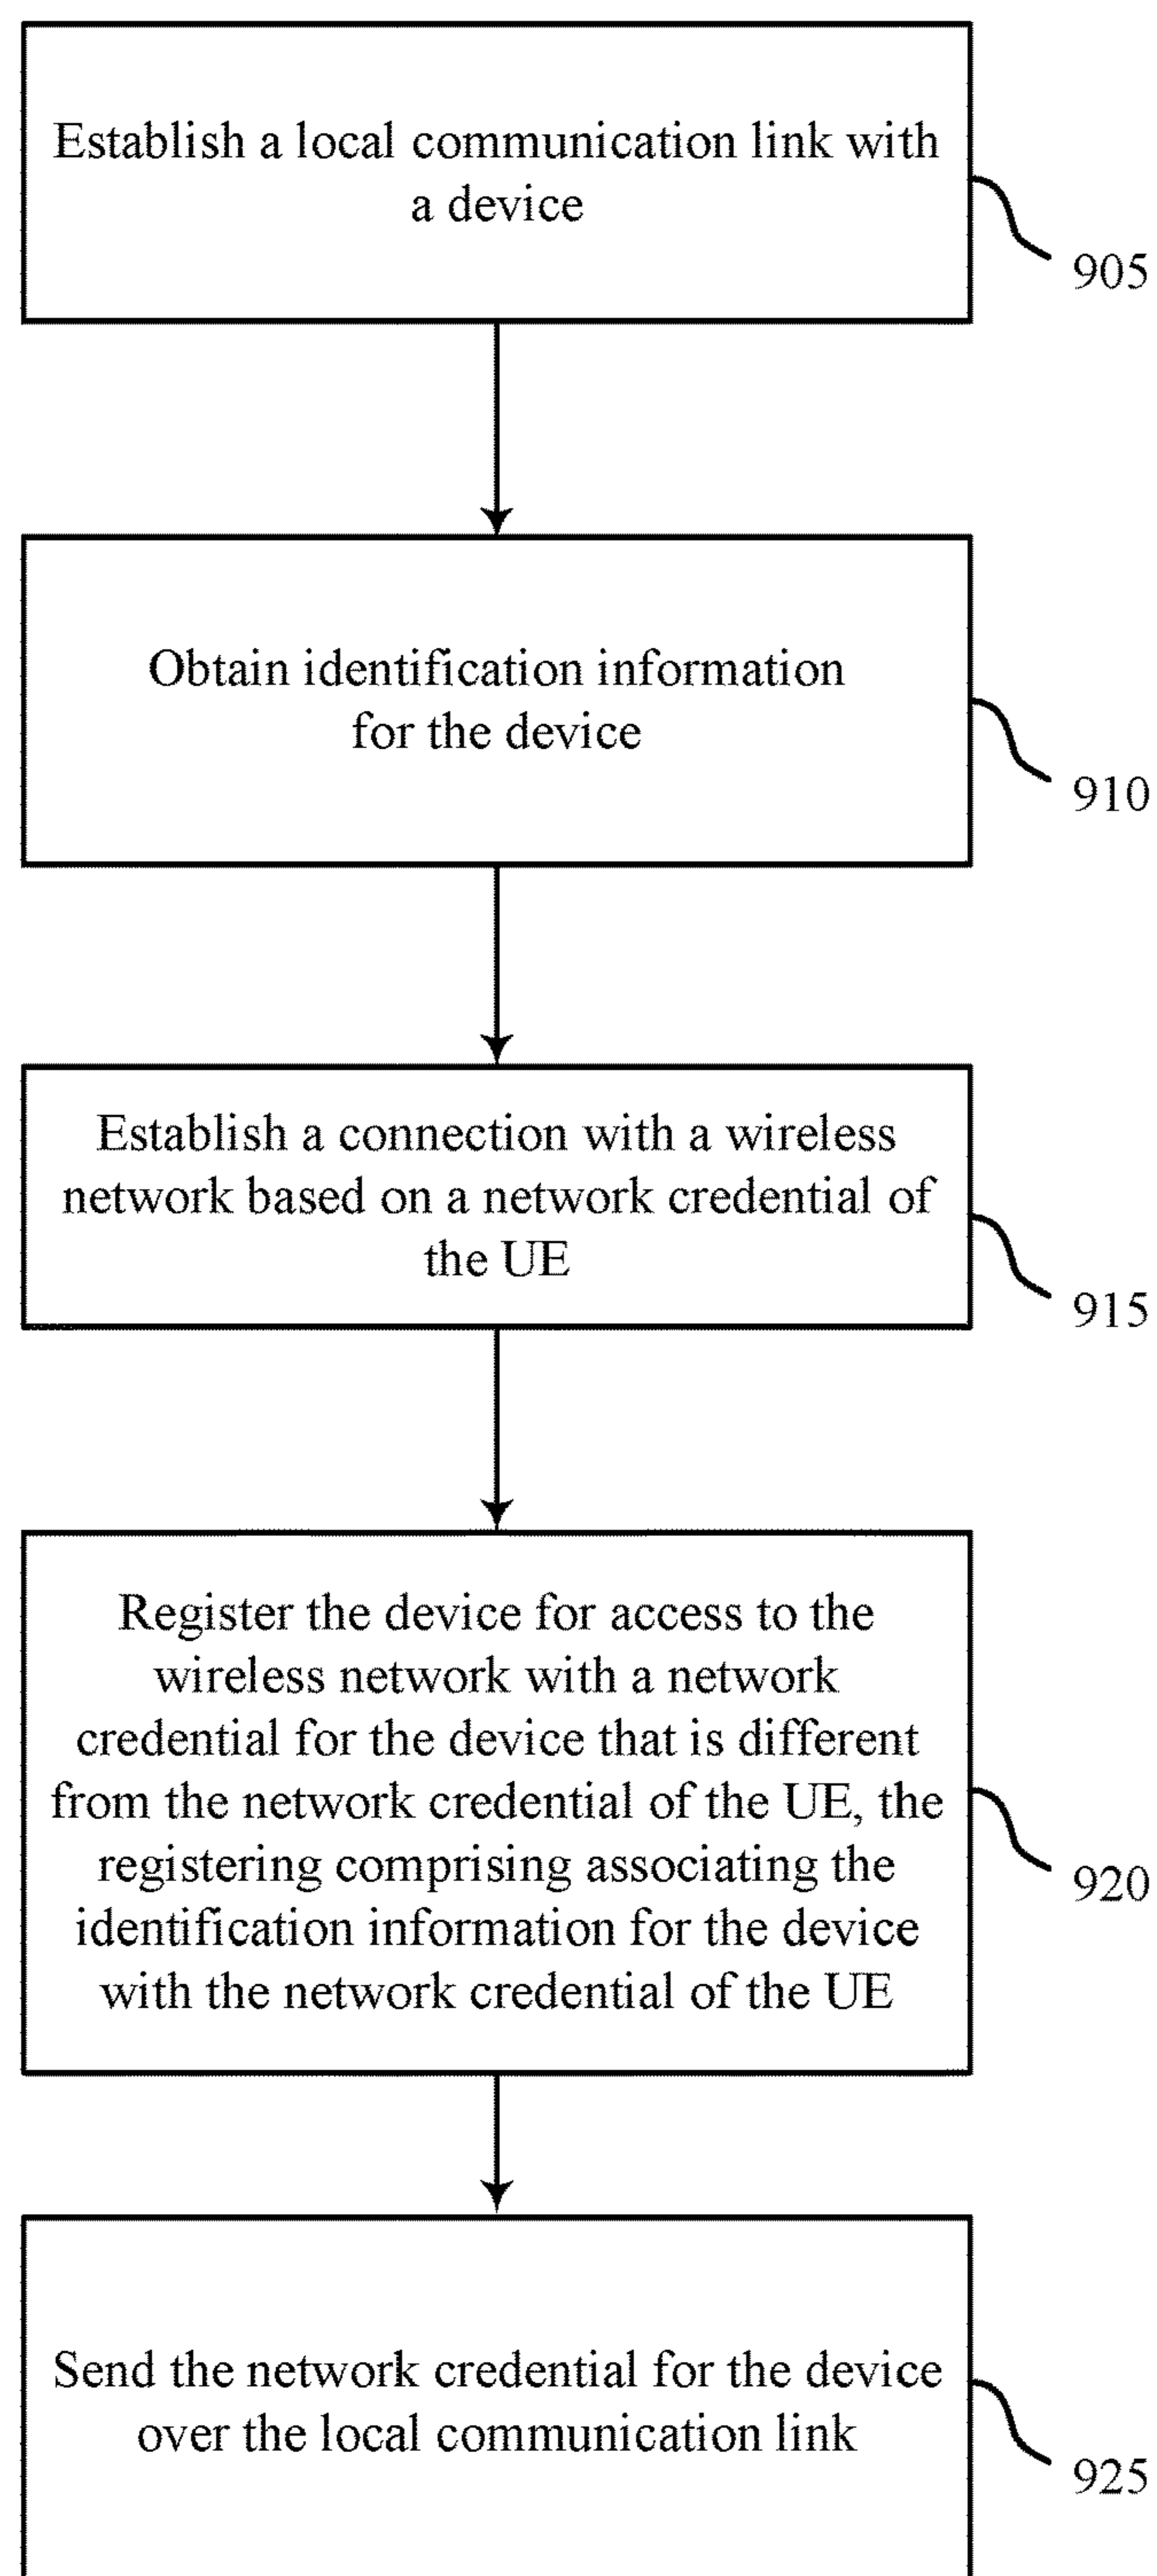 Establish a local communication link with
a device
905
Obtain identification information
for the device
910
Establish a connection with a wireless
network based on a network credential of
the UE
915
Register the device for access to the
wireless network with a network
credential for the device that is different
from the network credential of the UE, the
registering comprising associating the
identification information for the device
with the network credential of the UE
920
Send the network credential for the device
over the local communication link
925